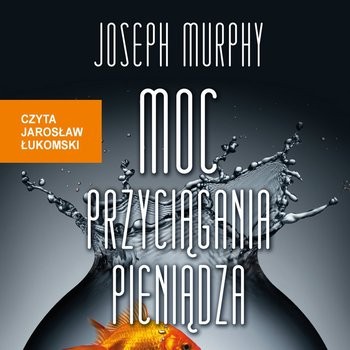 JOSEPH MURPHY
CZYTA
JAROSŁAW
ŁUKOMSKI
MOC
PRZYCIĄGANIA
PIENIĄDZA